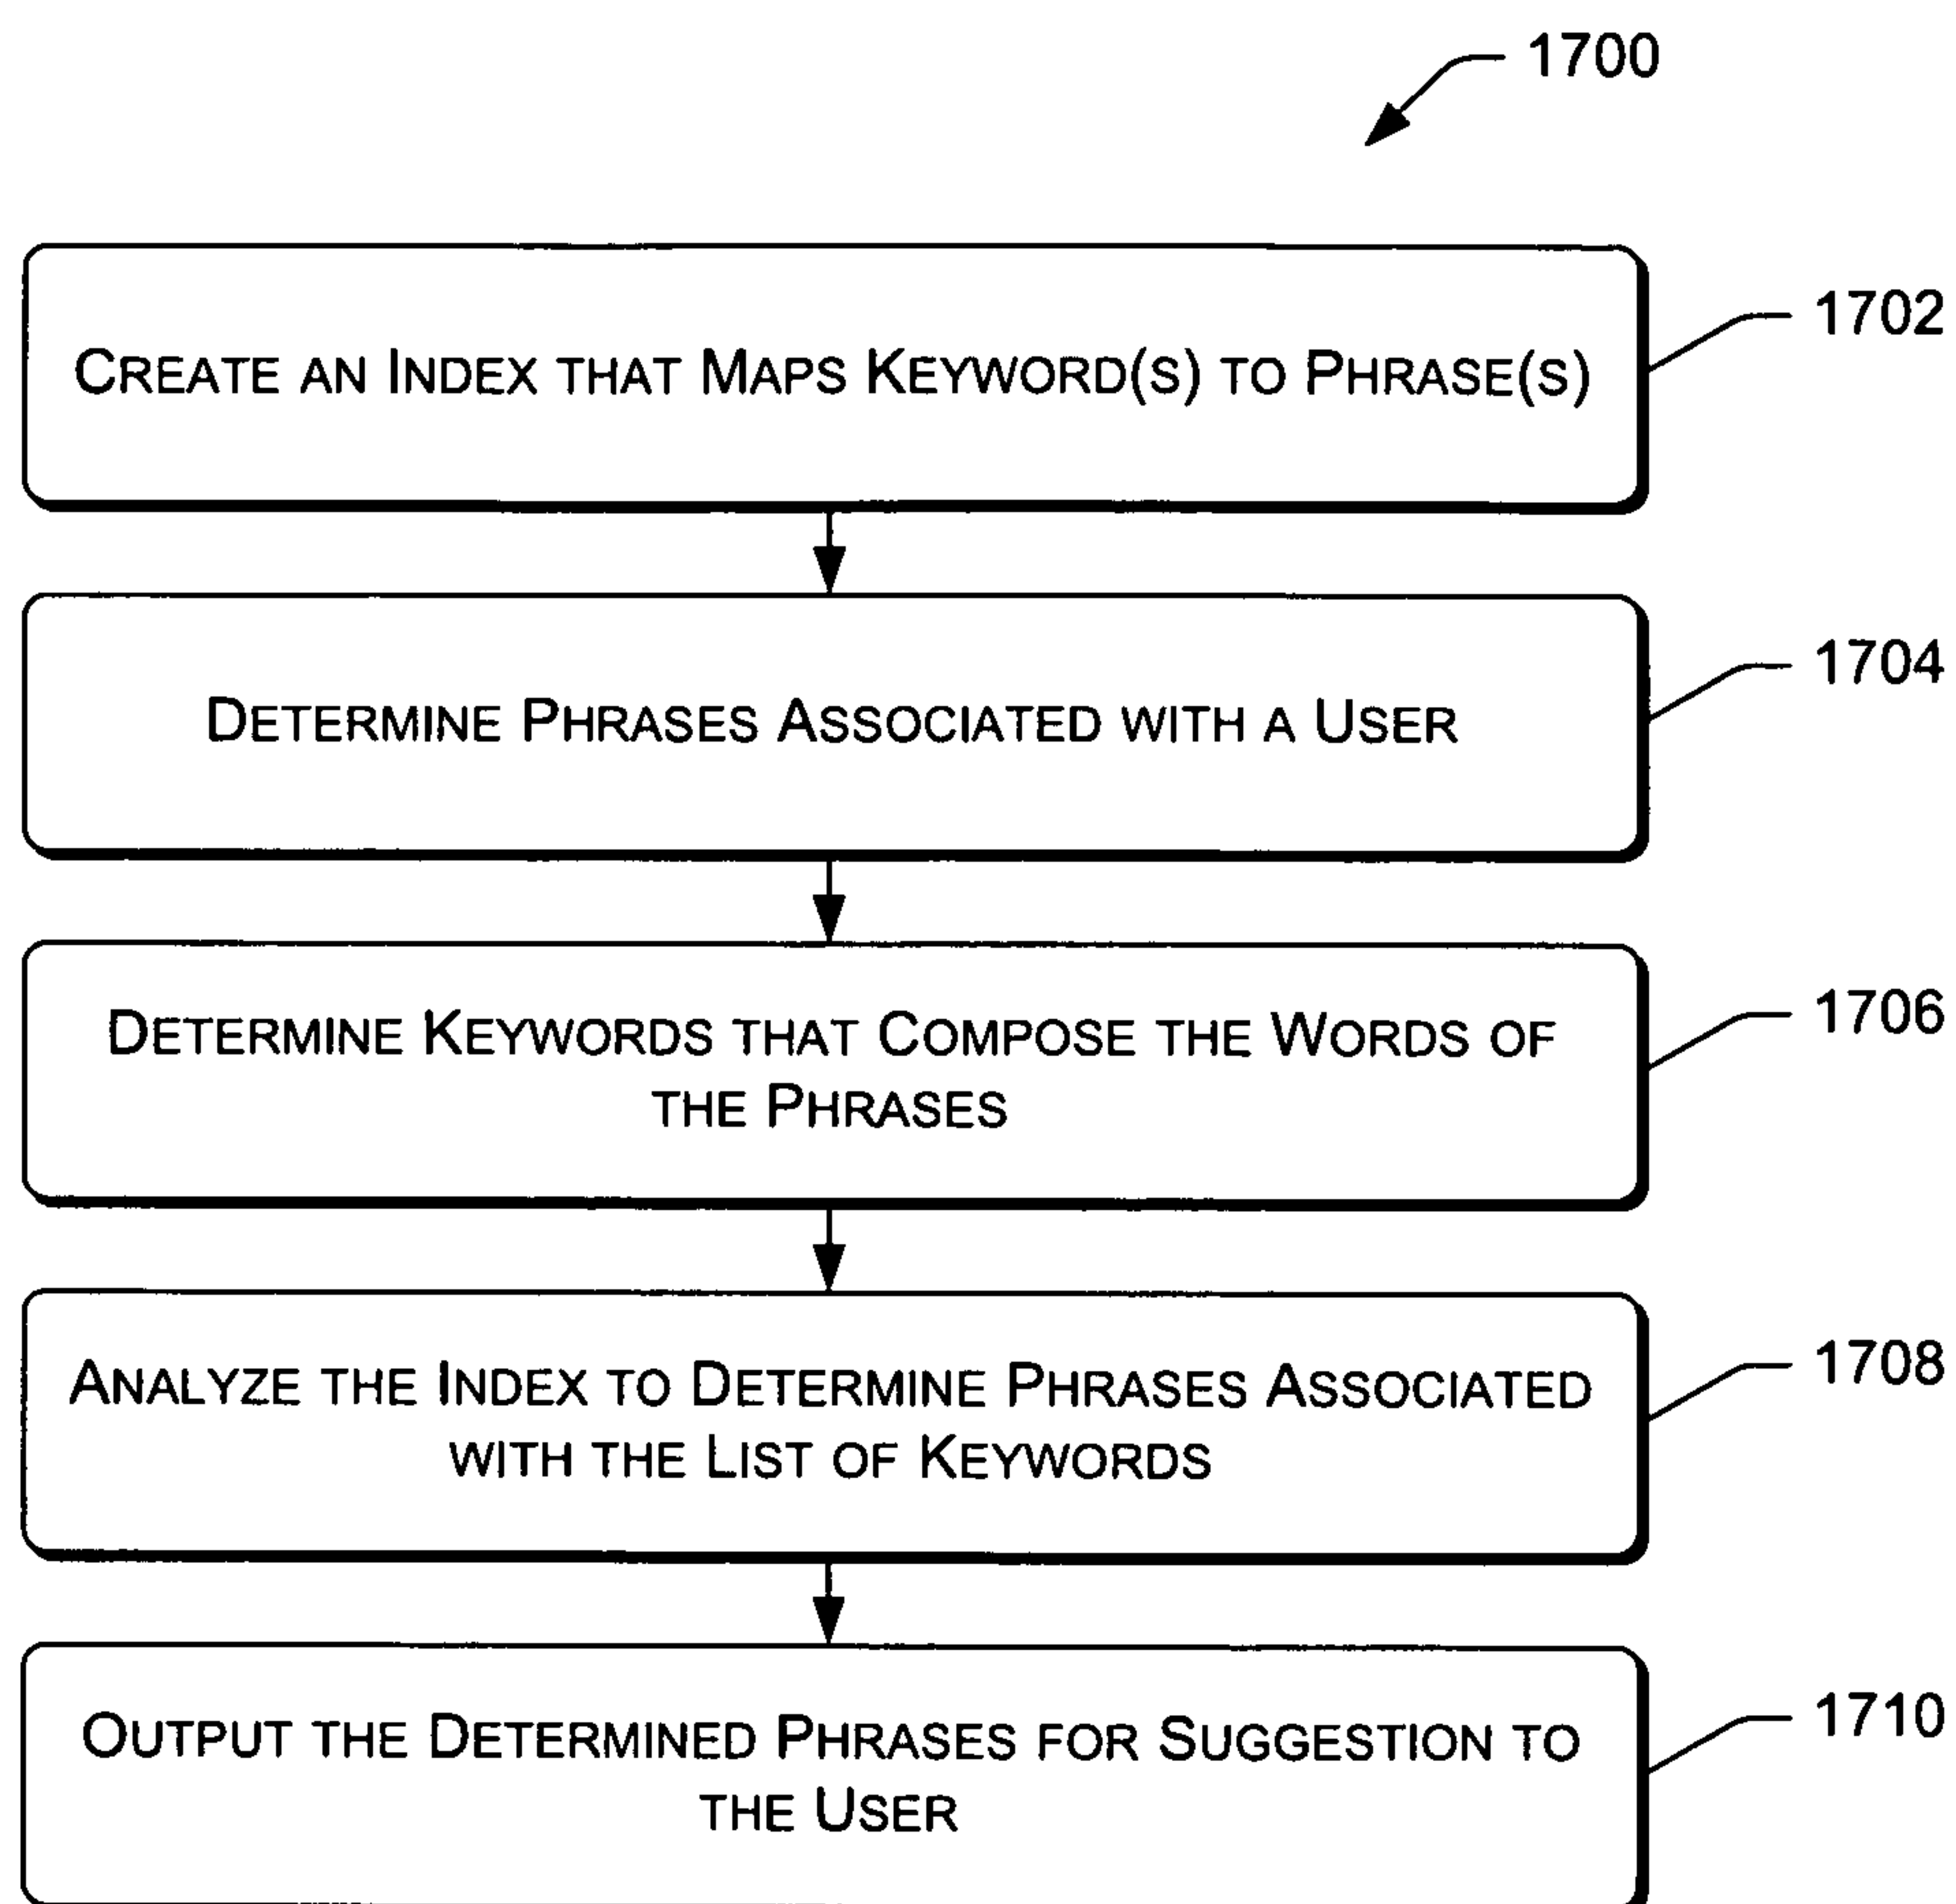 1700
CREATE AN INDEX THAT MAPS KEYWORD(S) TO PHRASE(S)
1702
DETERMINE PHRASES ASSOCIATED WITH A USER
1704
DETERMINE KEYWORDS THAT COMPOSE THE WORDS OF
THE PHRASES
1706
ANALYZE THE INDEX TO DETERMINE PHRASES ASSOCIATED
WITH THE LIST OF KEYWORDS
1708
OUTPUT THE DETERMINED PHRASES FOR SUGGESTION TO
THE USER
1710